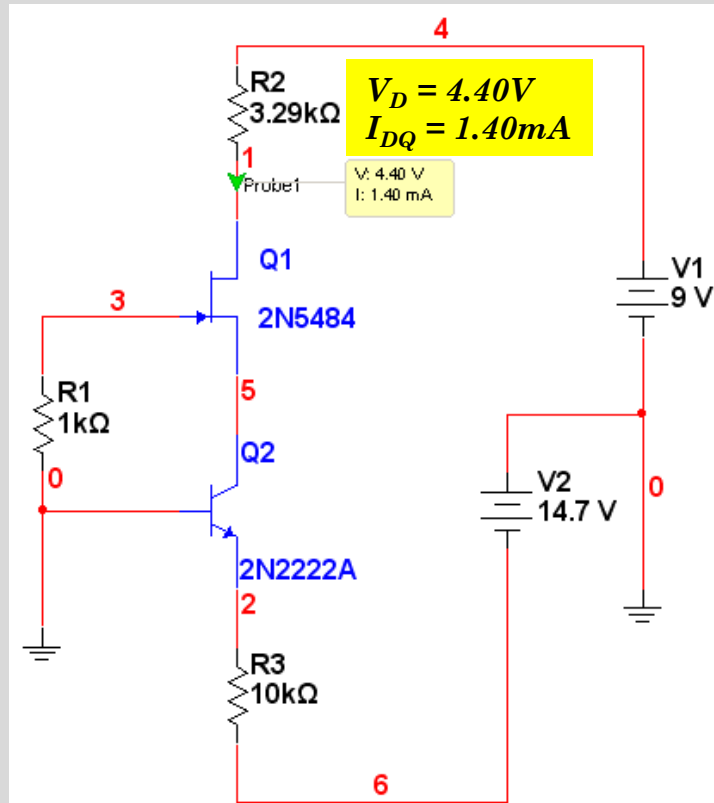 4
R2
3.29kΩ
V_D = 4.40V
I_DQ = 1.40mA
1
Probe1
V: 4.40 V
I: 1.40 mA
Q1
V1
9 V
3
2N5484
5
R1
1kΩ
Q2
0
V2
14.7 V
0
2N2222A
2
R3
10kΩ
6